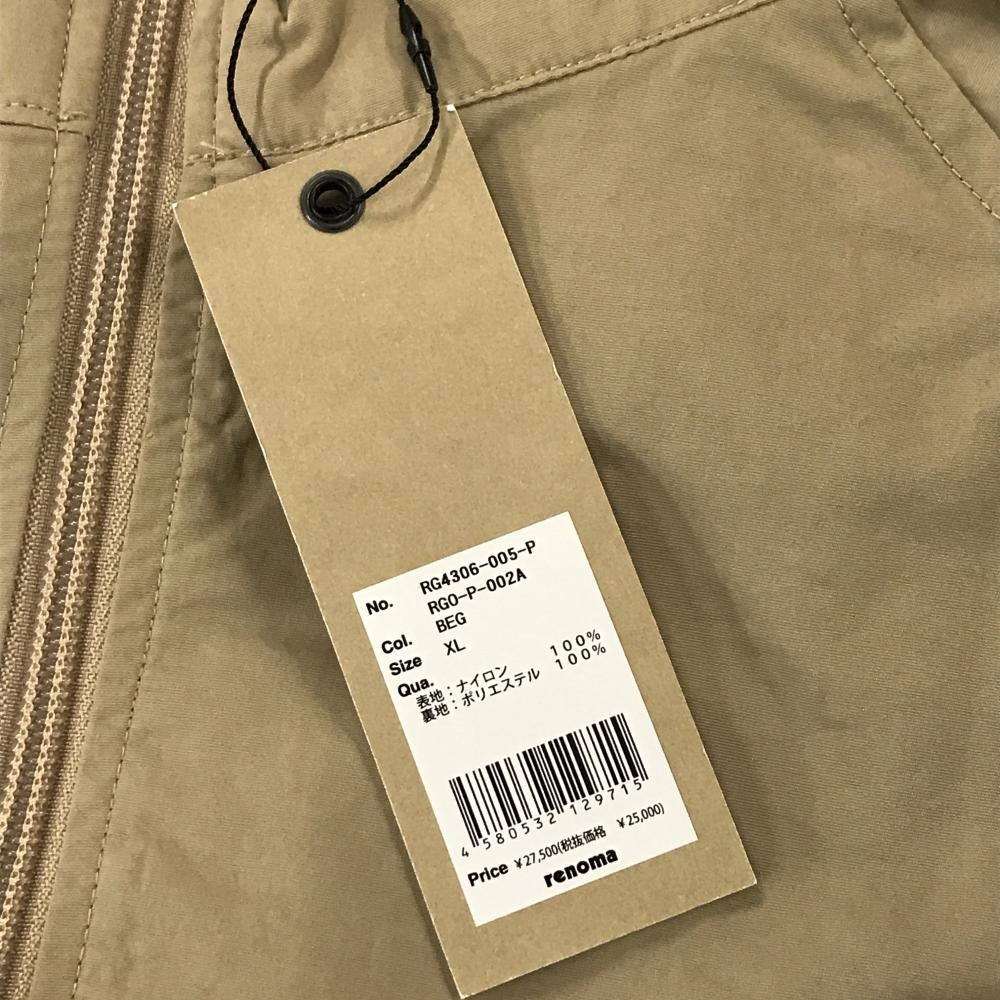 No. RG4306-005-P
RGO-P-002A
Col. BEG
Size XL
Qua.
表地：ナイロン 100%
裏地：ポリエステル 100%
4 580532 129715
Price ¥27,500(税抜価格 ¥25,000)
renoma